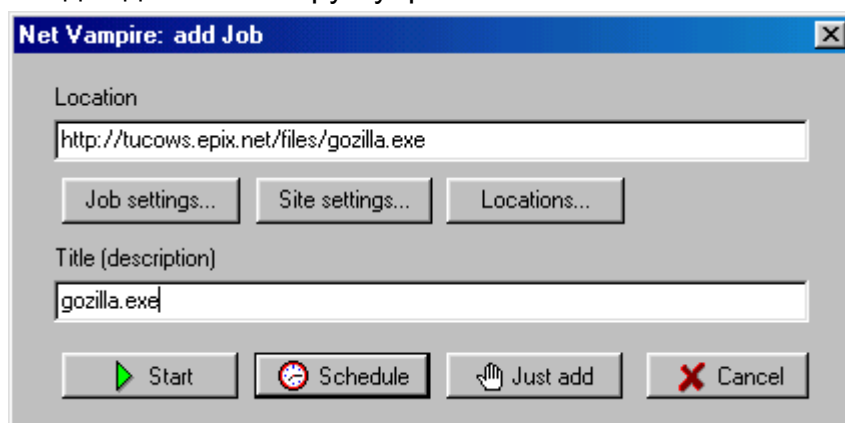 Net Vampire: add Job
Location
http://tucows.epix.net/files/gozilla.exe
Job settings... Site settings... Locations...
Title (description)
gozilla.exe
Start Schedule Just add Cancel